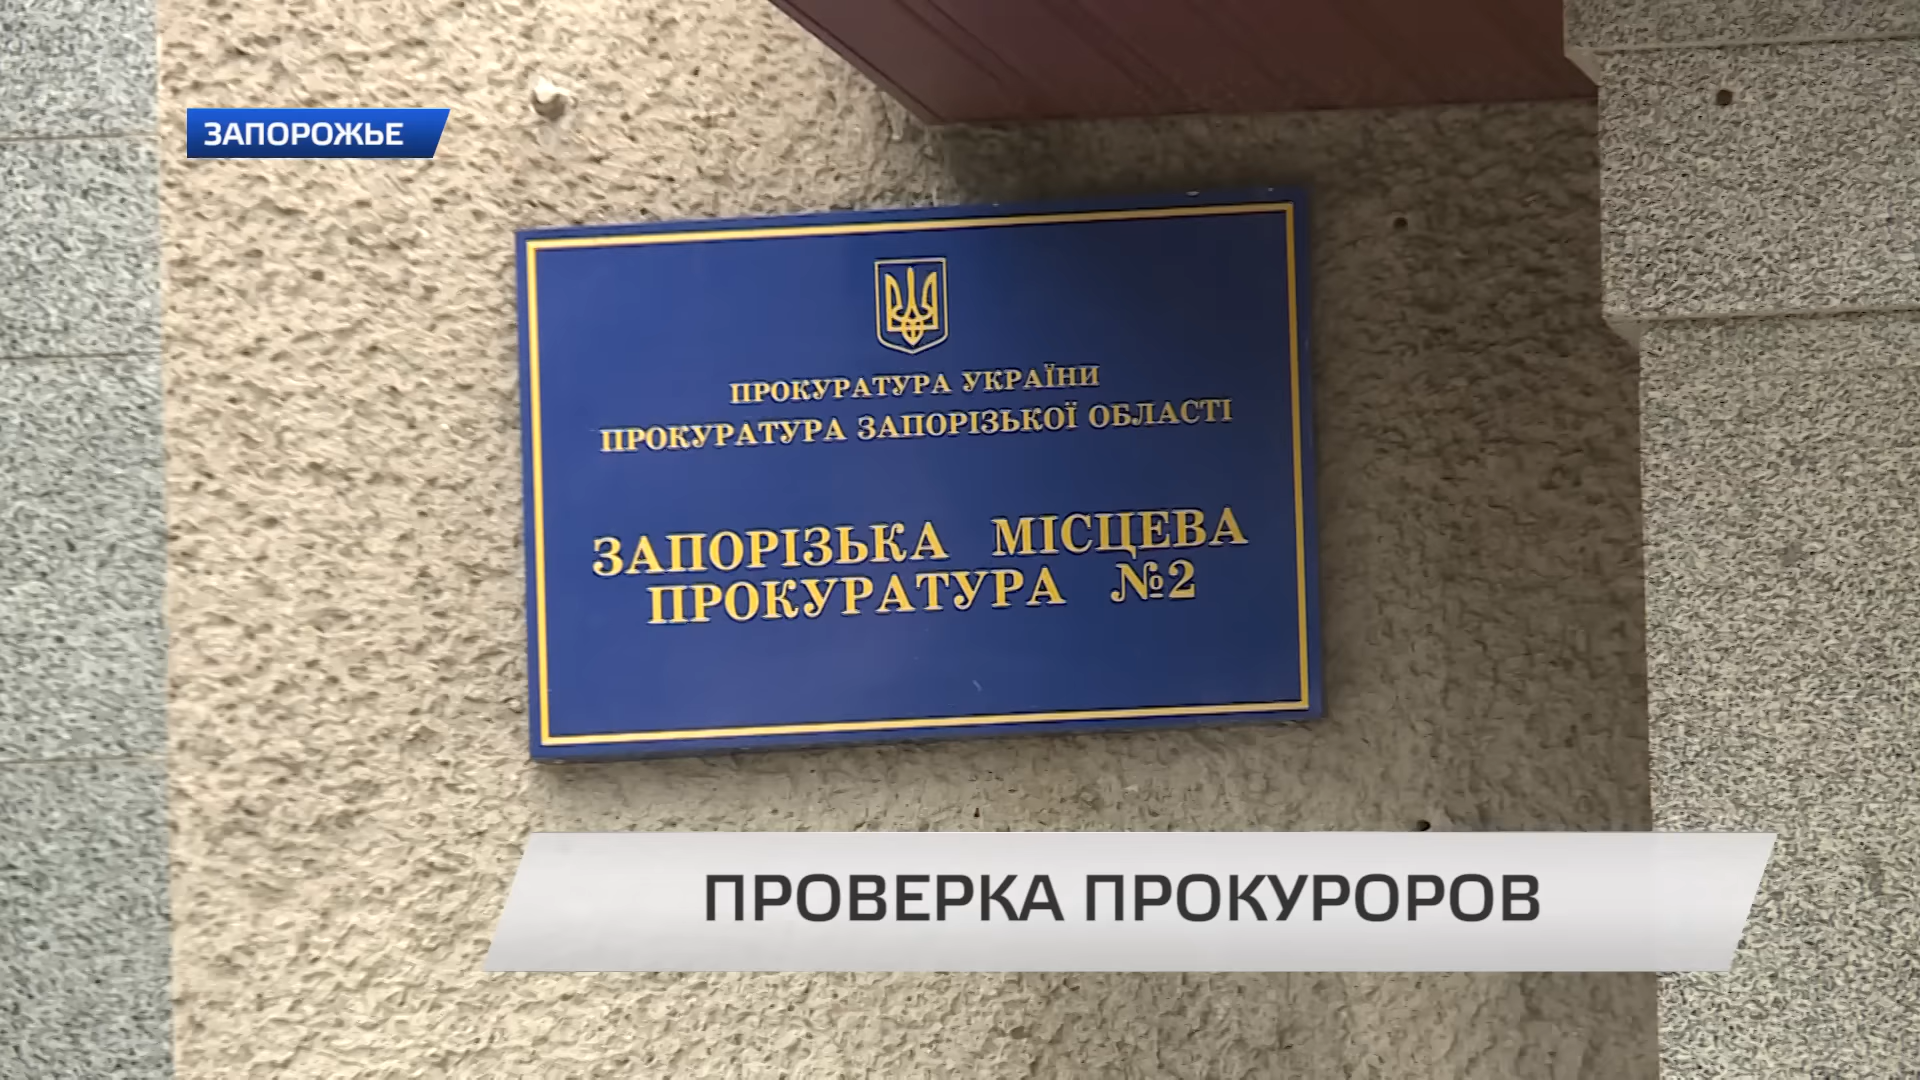 ЗАПОРОЖЬЕ
ПРОКУРАТУРА УКРАЇНИ
ПРОКУРАТУРА ЗАПОРІЗЬКОЇ ОБЛАСТІ
ЗАПОРІЗЬКА МІСЦЕВА
ПРОКУРАТУРА №2
ПРОВЕРКА ПРОКУРОРОВ